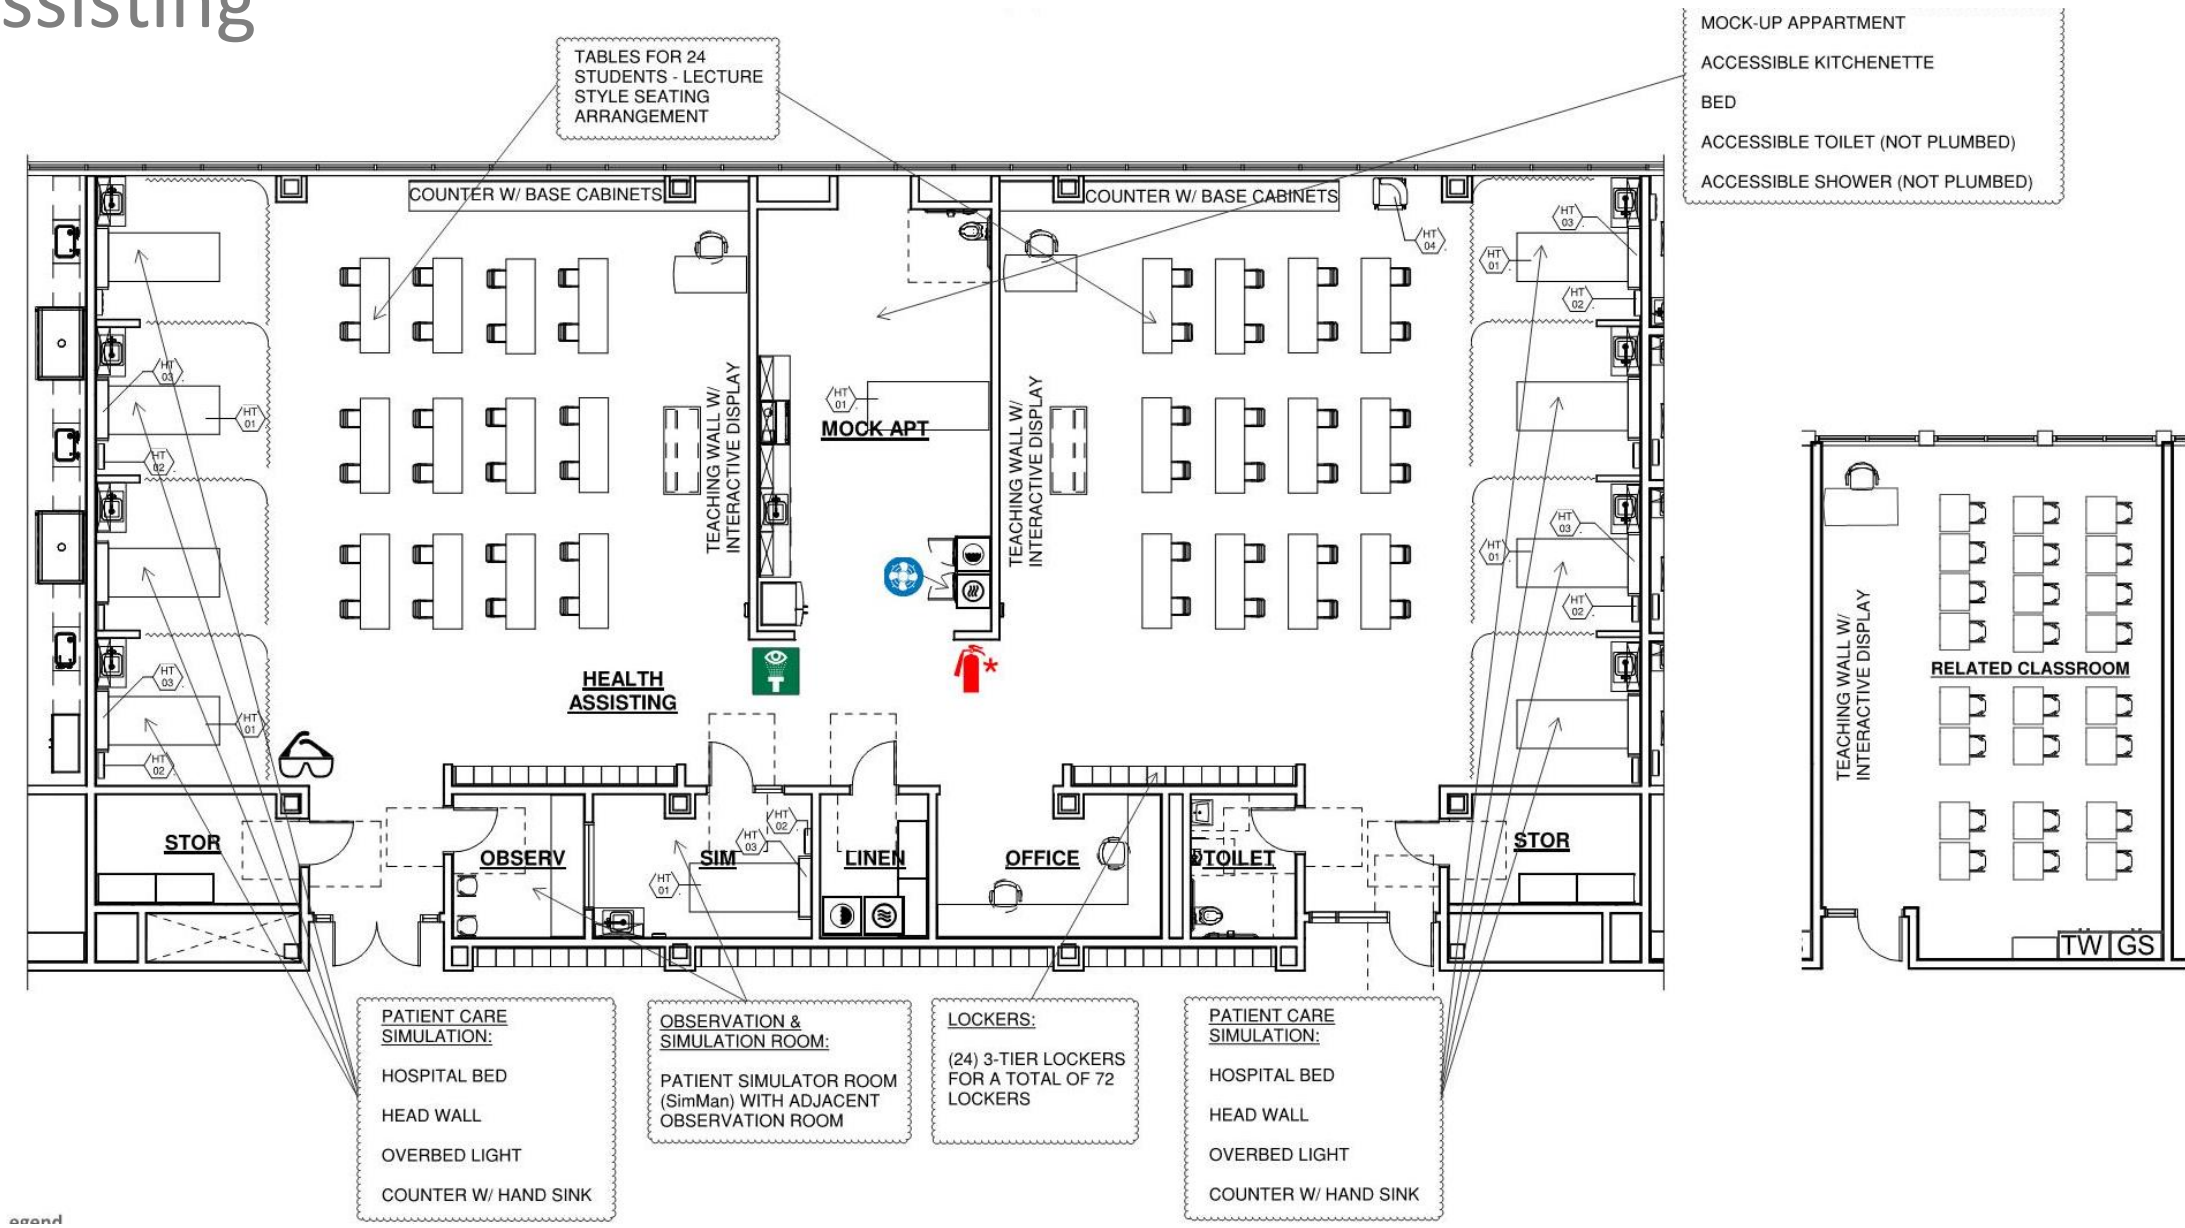 ssisting
TABLES FOR 24
STUDENTS - LECTURE
STYLE SEATING
ARRANGEMENT
MOCK-UP APPARTMENT
ACCESSIBLE KITCHENETTE
BED
ACCESSIBLE TOILET (NOT PLUMBED)
ACCESSIBLE SHOWER (NOT PLUMBED)
COUNTER W/ BASE CABINETS
COUNTER W/ BASE CABINETS
HT
03
HT
04
HT
01
HT
02
HT
03
HT
01
HT
02
TEACHING WALL W/
INTERACTIVE DISPLAY
HT
01
MOCK APT
TEACHING WALL W/
INTERACTIVE DISPLAY
HT
03
HT
01
HT
02
TEACHING WALL W/
INTERACTIVE DISPLAY
RELATED CLASSROOM
TW
GS
HEALTH
ASSISTING
*
HT
03
HT
01
HT
02
STOR
OBSERV
SIM
HT
02
HT
03
HT
01
LINEN
OFFICE
TOILET
STOR
PATIENT CARE
SIMULATION:
HOSPITAL BED
HEAD WALL
OVERBED LIGHT
COUNTER W/ HAND SINK
OBSERVATION &
SIMULATION ROOM:
PATIENT SIMULATOR ROOM
(SimMan) WITH ADJACENT
OBSERVATION ROOM
LOCKERS:
(24) 3-TIER LOCKERS
FOR A TOTAL OF 72
LOCKERS
PATIENT CARE
SIMULATION:
HOSPITAL BED
HEAD WALL
OVERBED LIGHT
COUNTER W/ HAND SINK
egend